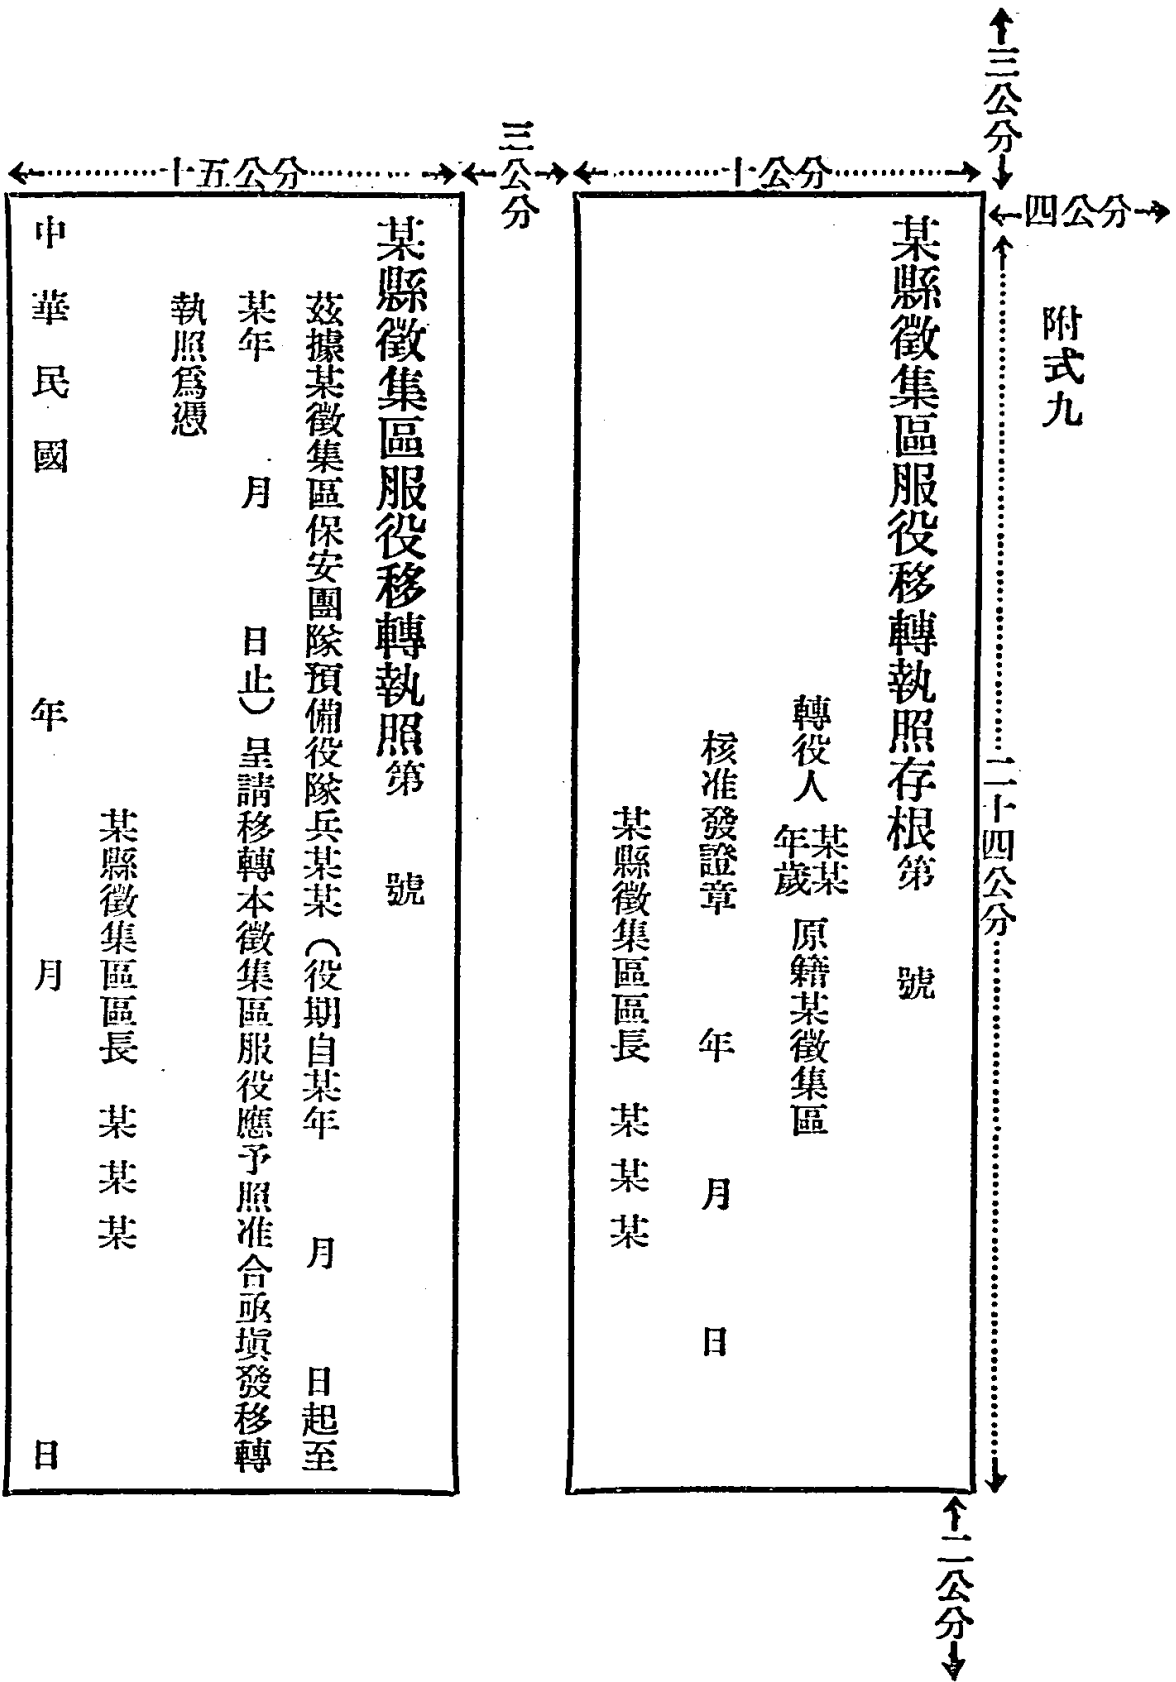 三公分
四公分
附式九
二十四公分
二公分
十公分
某縣徵集區服役移轉執照存根第　號
轉役人 某某 年歲 原籍某徵集區
核准發證章　年　月　日
某縣徵集區區長　某　某　某
三公分
十五公分
某縣徵集區服役移轉執照第　號
茲據某徵集區保安團隊預備役隊兵某某（役期自某年　月　日起至
某年　月　日止）呈請移轉本徵集區服役應予照准合亟塡發移轉
執照爲憑
某縣徵集區區長　某　某　某
中　華　民　國　年　月　日